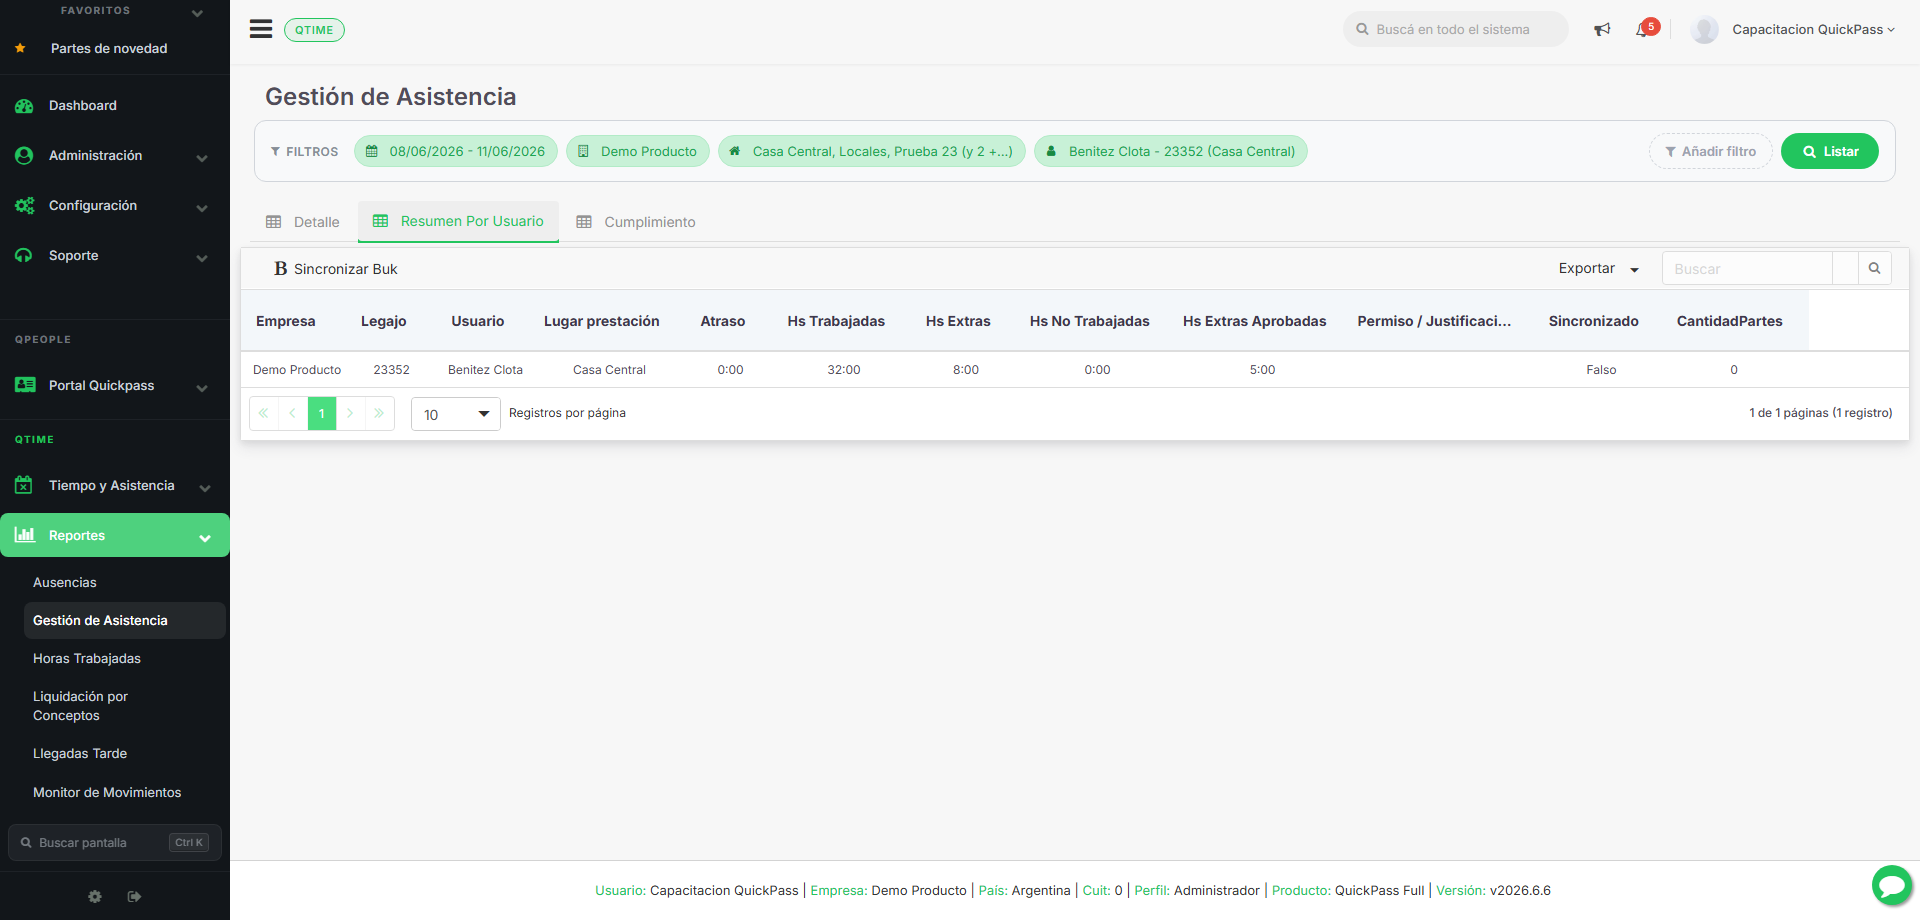 FAVORITOS
Partes de novedad
Dashboard
Administración
Configuración
Soporte
QPEOPLE
Portal Quickpass
QTIME
Tiempo y Asistencia
Reportes
Ausencias
Gestión de Asistencia
Horas Trabajadas
Liquidación por
Conceptos
Llegadas Tarde
Monitor de Movimientos
Buscar pantalla Ctrl K
QTIME
Buscá en todo el sistema
5
Capacitacion QuickPass
Gestión de Asistencia
FILTROS 08/06/2026 - 11/06/2026 Demo Producto Casa Central, Locales, Prueba 23 (y 2 +...) Benitez Clota - 23352 (Casa Central) Añadir filtro Listar
Detalle Resumen Por Usuario Cumplimiento
B Sincronizar Buk Exportar Buscar
Empresa Legajo Usuario Lugar prestación Atraso Hs Trabajadas Hs Extras Hs No Trabajadas Hs Extras Aprobadas Permiso / Justificaci... Sincronizado CantidadPartes
Demo Producto 23352 Benitez Clota Casa Central 0:00 32:00 8:00 0:00 5:00 Falso 0
« ‹ 1 › » 10 Registros por página 1 de 1 páginas (1 registro)
Usuario: Capacitacion QuickPass | Empresa: Demo Producto | País: Argentina | Cuit: 0 | Perfil: Administrador | Producto: QuickPass Full | Versión: v2026.6.6